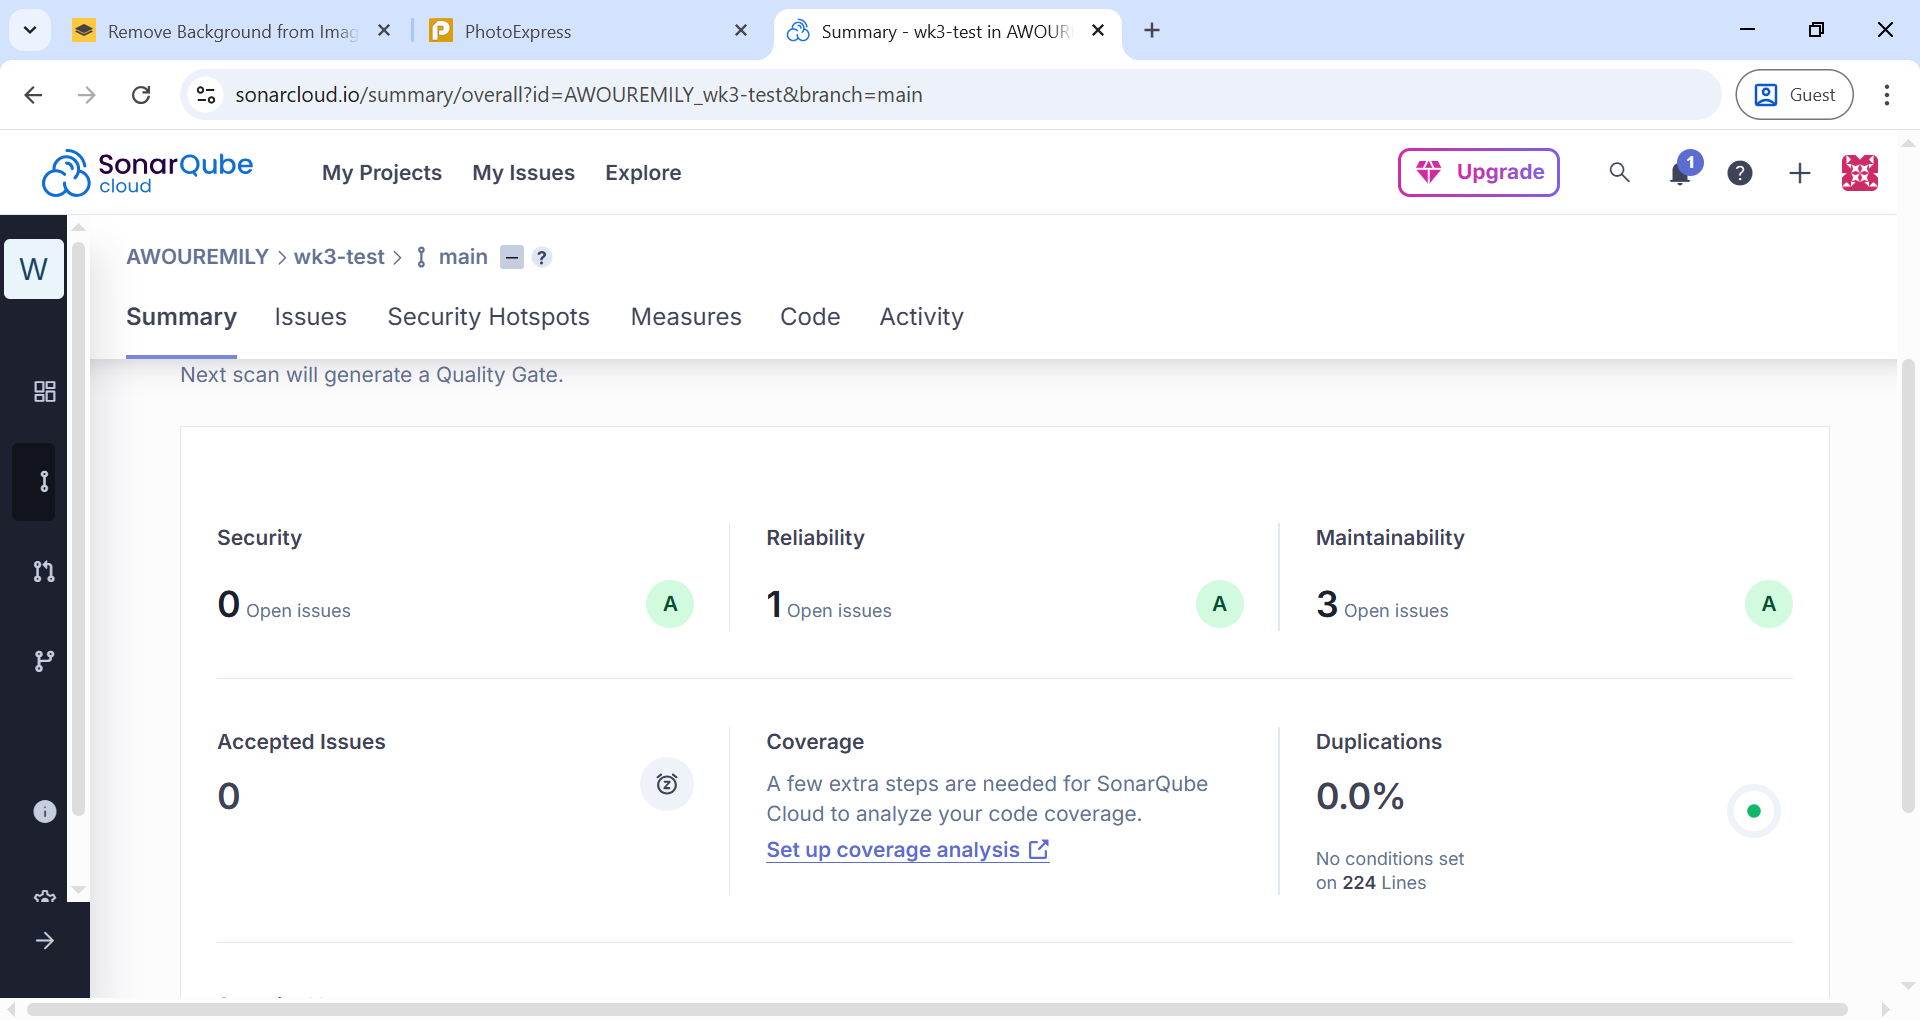 Remove Background from Imag
PhotoExpress
Summary - wk3-test in AWOUR
sonarcloud.io/summary/overall?id=AWOUREMILY_wk3-test&branch=main
Guest
SonarQube
cloud
My Projects
My Issues
Explore
Upgrade
1
?
W
AWOUREMILY > wk3-test > main
?
Summary
Issues
Security Hotspots
Measures
Code
Activity
Next scan will generate a Quality Gate.
Security
0 Open issues
A
Reliability
1 Open issues
A
Maintainability
3 Open issues
A
Accepted Issues
0
Coverage
A few extra steps are needed for SonarQube
Cloud to analyze your code coverage.
Set up coverage analysis
Duplications
0.0%
No conditions set
on 224 Lines